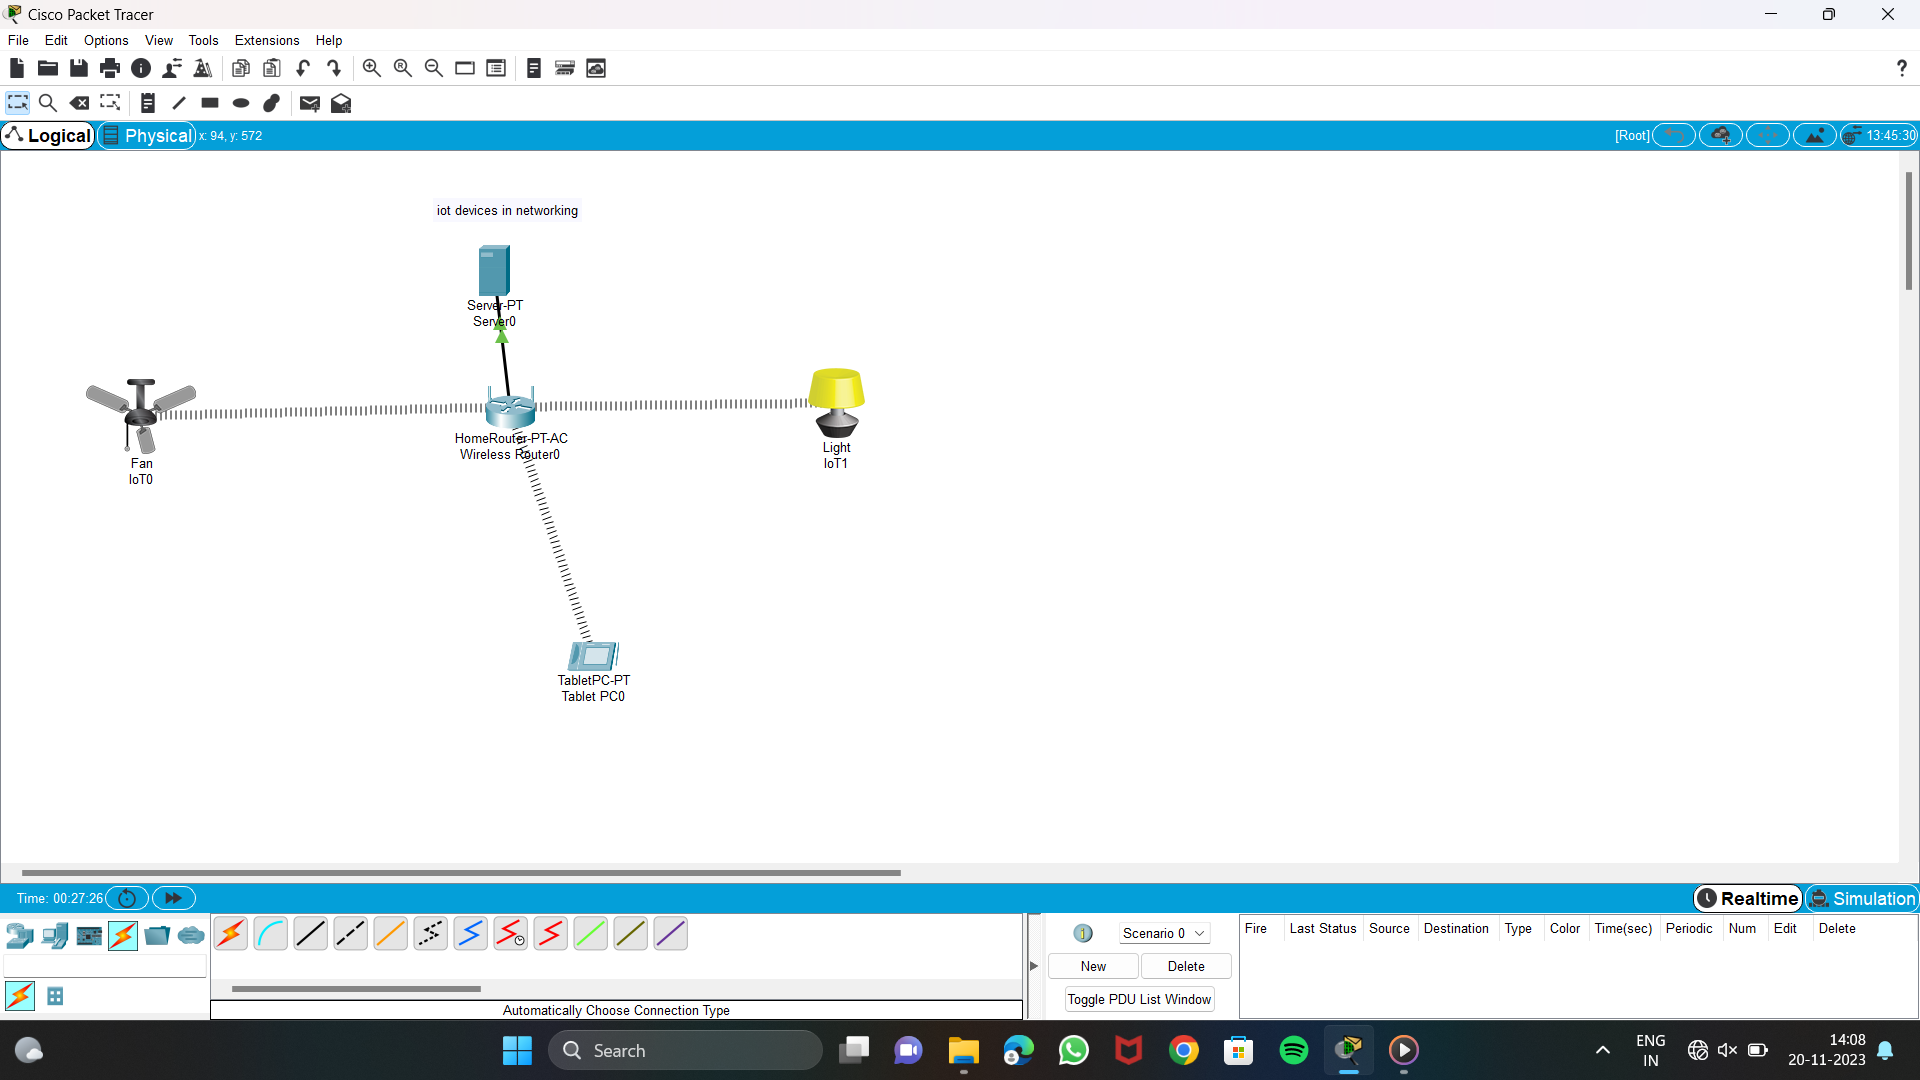 Cisco Packet Tracer
File Edit Options View Tools Extensions Help
?
Logical Physical x: 94, y: 572 [Root] 13:45:30
iot devices in networking
Server-PT
Server0
Fan
IoT0
HomeRouter-PT-AC
Wireless Router0
Light
IoT1
TabletPC-PT
Tablet PC0
Time: 00:27:26 Realtime Simulation
Scenario 0
New Delete
Toggle PDU List Window
Fire Last Status Source Destination Type Color Time(sec) Periodic Num Edit Delete
Automatically Choose Connection Type
Search
ENG
IN
14:08
20-11-2023